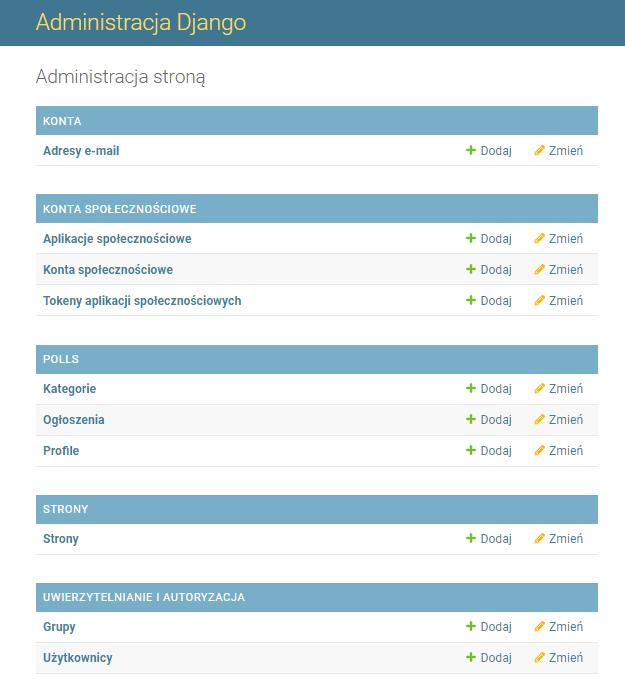 Administracja Django
Administracja stroną
KONTA
Adresy e-mail Dodaj Zmień
KONTA SPOŁECZNOŚCIOWE
Aplikacje społecznościowe Dodaj Zmień
Konta społecznościowe Dodaj Zmień
Tokeny aplikacji społecznościowych Dodaj Zmień
POLLS
Kategorie Dodaj Zmień
Ogłoszenia Dodaj Zmień
Profile Dodaj Zmień
STRONY
Strony Dodaj Zmień
UWIERZYTELNIANIE I AUTORYZACJA
Grupy Dodaj Zmień
Użytkownicy Dodaj Zmień